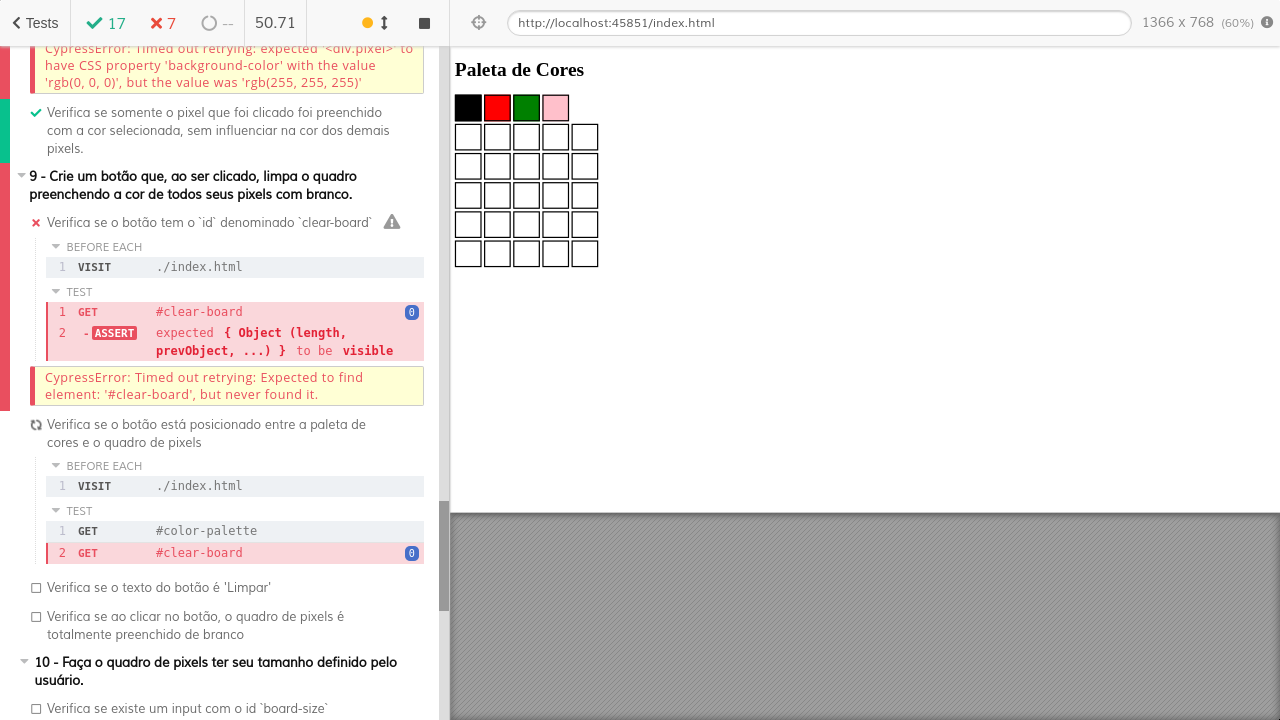 Tests
17
7
--
50.71
http://localhost:45851/index.html
1366 x 768 (60%)
CypressError: Timed out retrying: expected '<div.pixel>' to
have CSS property 'background-color' with the value
'rgb(0, 0, 0)', but the value was 'rgb(255, 255, 255)'
Verifica se somente o pixel que foi clicado foi preenchido
com a cor selecionada, sem influenciar na cor dos demais
pixels.
9 - Crie um botão que, ao ser clicado, limpa o quadro
preenchendo a cor de todos seus pixels com branco.
Verifica se o botão tem o `id` denominado `clear-board`
BEFORE EACH
1 VISIT ./index.html
TEST
1 GET #clear-board 0
2 -ASSERT expected { Object (length,
prevObject, ...) } to be visible
CypressError: Timed out retrying: Expected to find
element: '#clear-board', but never found it.
Verifica se o botão está posicionado entre a paleta de
cores e o quadro de pixels
BEFORE EACH
1 VISIT ./index.html
TEST
1 GET #color-palette
2 GET #clear-board 0
Verifica se o texto do botão é 'Limpar'
Verifica se ao clicar no botão, o quadro de pixels é
totalmente preenchido de branco
10 - Faça o quadro de pixels ter seu tamanho definido pelo
usuário.
Verifica se existe um input com o id `board-size`
Paleta de Cores